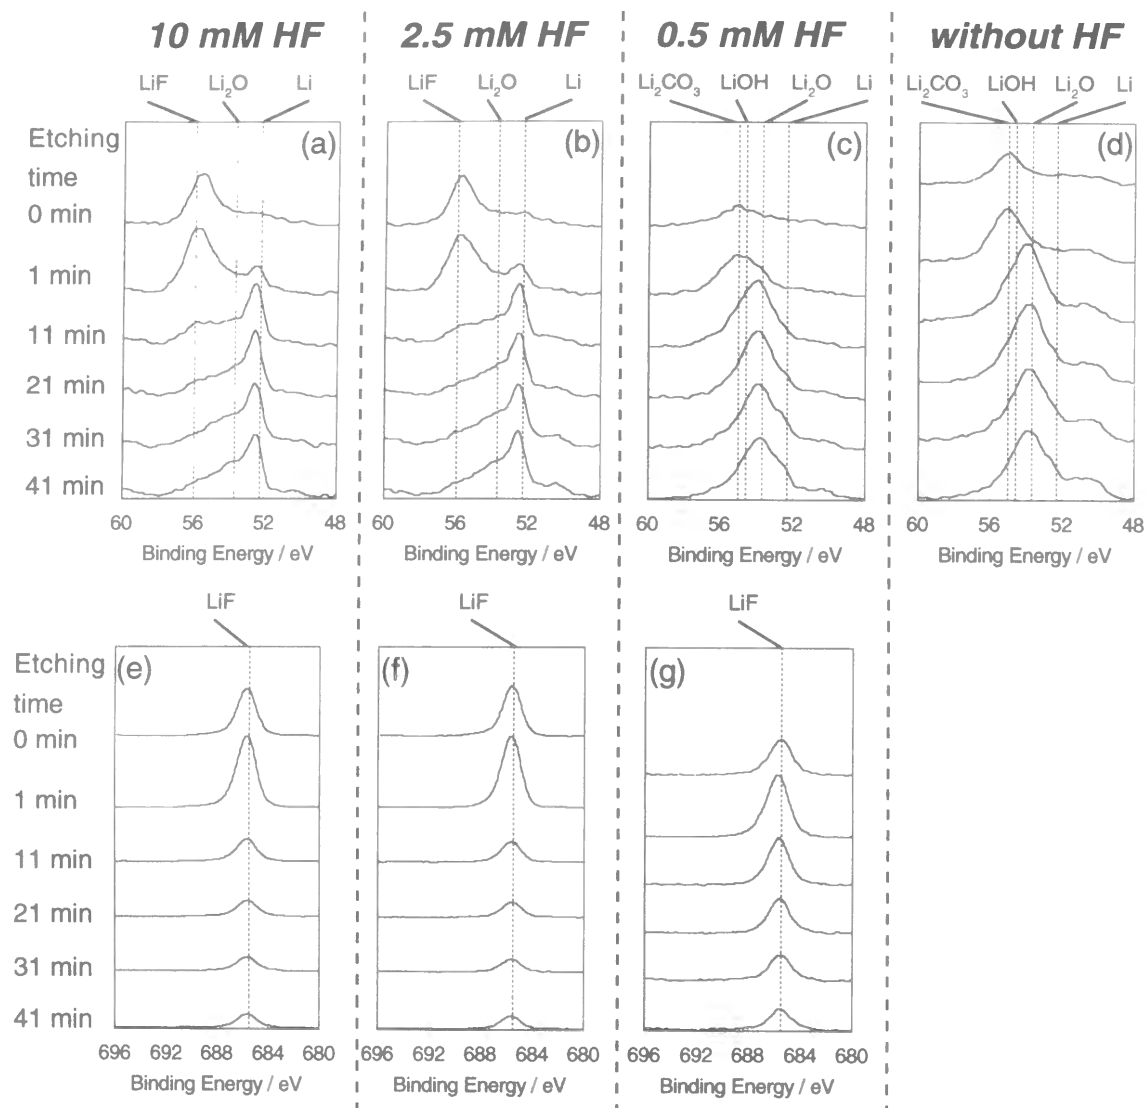 10 mM HF 2.5 mM HF 0.5 mM HF without HF
LiF Li2O Li LiF Li2O Li Li2CO3 LiOH Li2O Li Li2CO3 LiOH Li2O Li
Etching (a) (b) (c) (d)
time
0 min
1 min
11 min
21 min
31 min
41 min
60 56 52 48 60 56 52 48 60 56 52 48 60 56 52 48
Binding Energy / eV Binding Energy / eV Binding Energy / eV Binding Energy / eV
LiF LiF LiF
Etching (e) (f) (g)
time
0 min
1 min
11 min
21 min
31 min
41 min
696 692 688 684 680 696 692 688 684 680 696 692 688 684 680
Binding Energy / eV Binding Energy / eV Binding Energy / eV